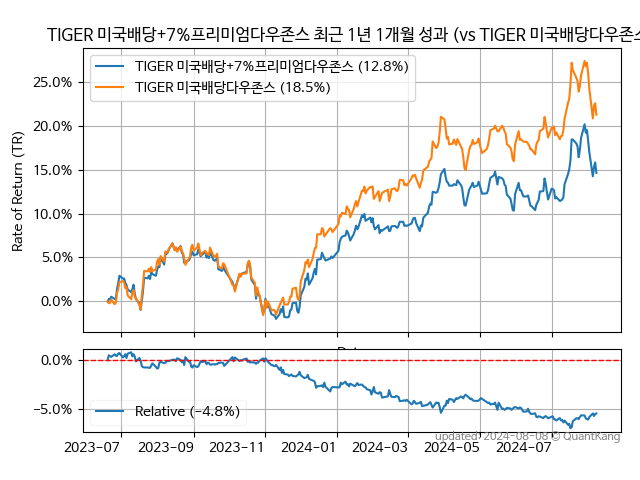 TIGER 미국배당+7%프리미엄다우존스 최근 1년 1개월 성과 (vs TIGER 미국배당다우존스
TIGER 미국배당+7%프리미엄다우존스 (12.8%)
TIGER 미국배당다우존스 (18.5%)
Rate of Return (TR)
25.0%
20.0%
15.0%
10.0%
5.0%
0.0%
0.0%
−5.0%
Relative (−4.8%)
2023-07
2023-09
2023-11
2024-01
2024-03
2024-05
2024-07
updated: 2024-08-08 © QuantKang